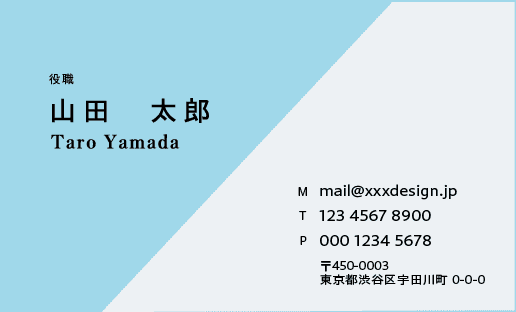 役職
山田　太郎
Taro Yamada
M mail@xxxdesign.jp
T 123 4567 8900
P 000 1234 5678
〒450-0003
東京都渋谷区宇田川町 0-0-0